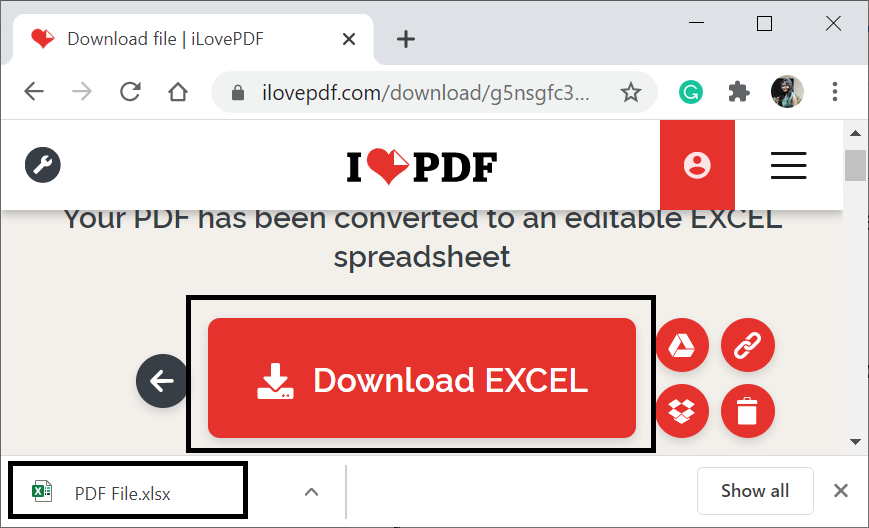 Download file | iLovePDF
ilovepdf.com/download/g5nsgfc3...
I PDF
Your PDF has been converted to an editable EXCEL
spreadsheet
Download EXCEL
PDF File.xlsx
Show all